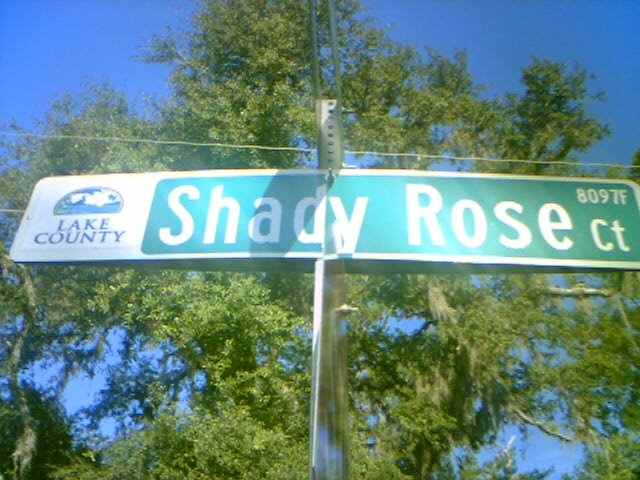 LAKE
COUNTY
Shady Rose Ct
8097F